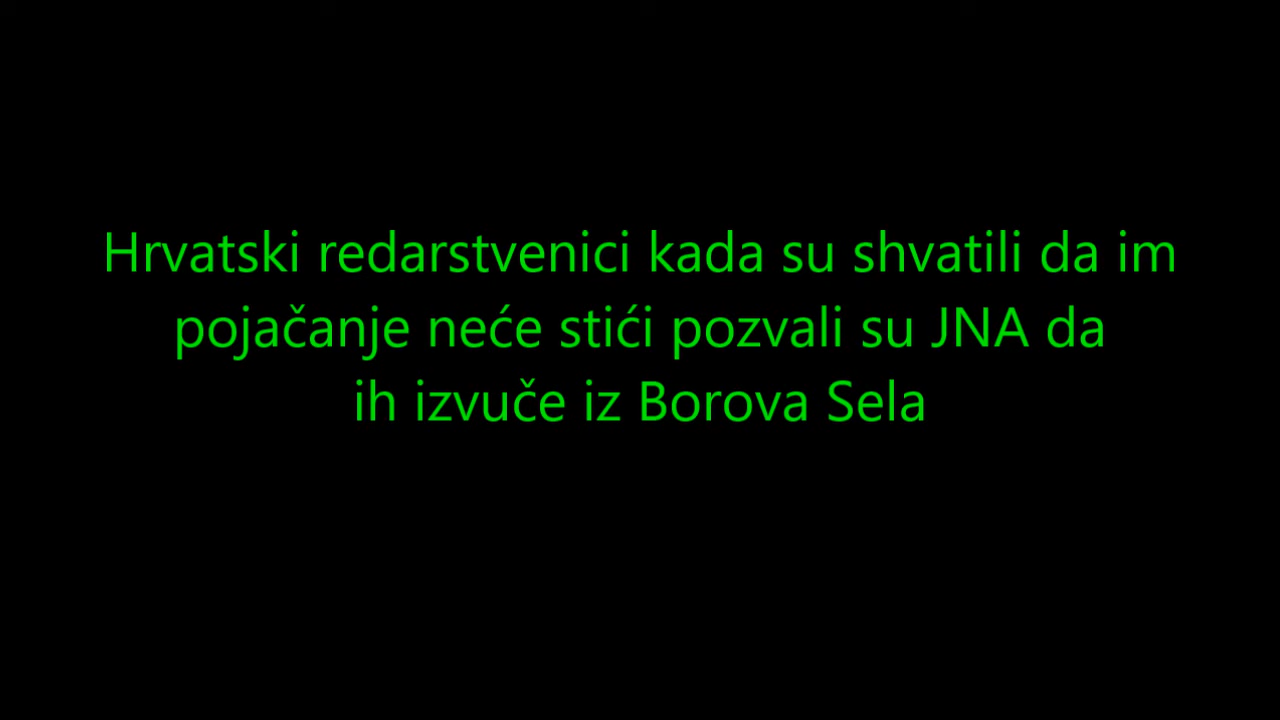 Hrvatski redarstvenici kada su shvatili da im
pojačanje neće stići pozvali su JNA da
ih izvuče iz Borova Sela